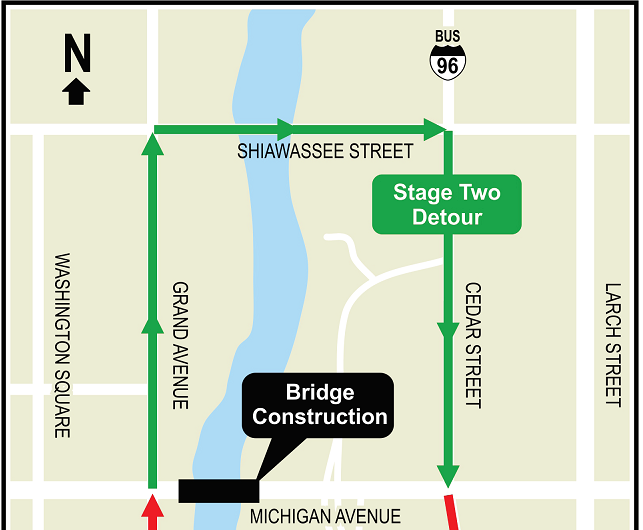 N
BUS
96
SHIAWASSEE STREET
Stage Two
Detour
WASHINGTON SQUARE
GRAND AVENUE
CEDAR STREET
LARCH STREET
Bridge
Construction
MICHIGAN AVENUE